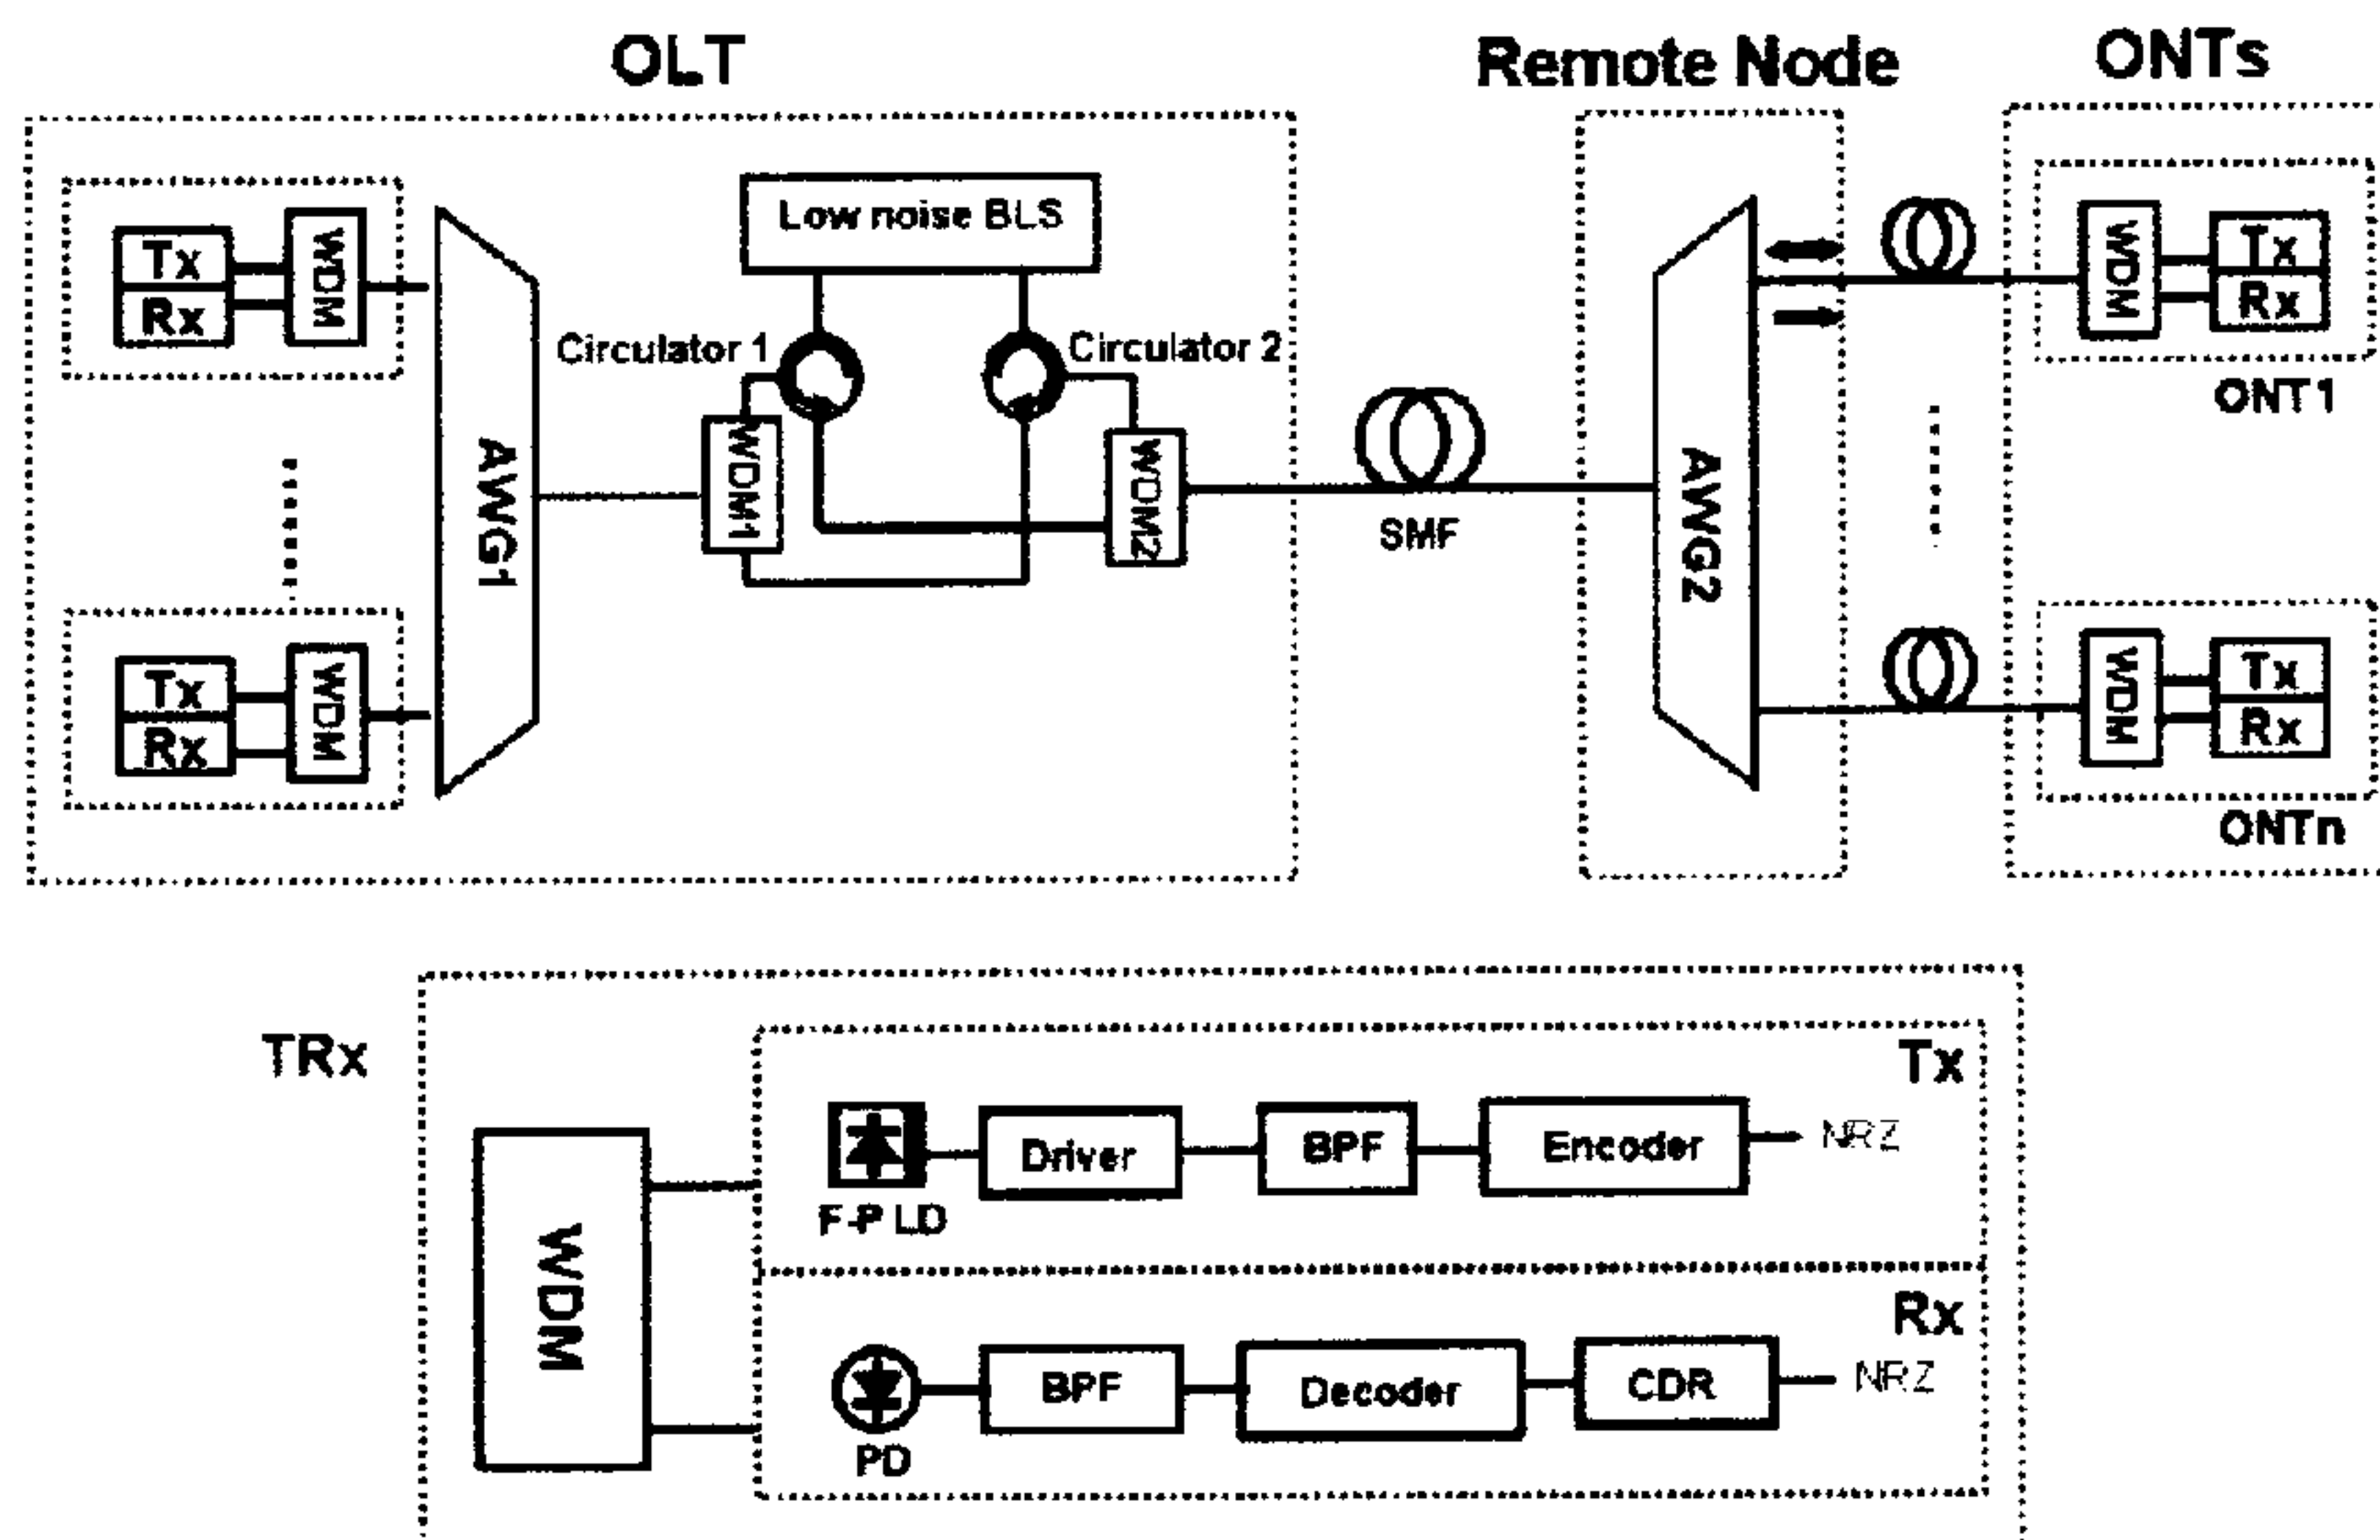 OLT
Remote Node
ONTs
Tx
Rx
WDM
AWG1
Low noise BLS
Circulator 1
Circulator 2
WDM1
WDM2
SMF
AWG2
WDM
Tx
Rx
ONT1
Tx
Rx
WDM
WDM
Tx
Rx
ONTn
TRx
Tx
WDM
Driver
BPF
Encoder
NRZ
F-P LD
Rx
BPF
Decoder
CDR
NRZ
PD